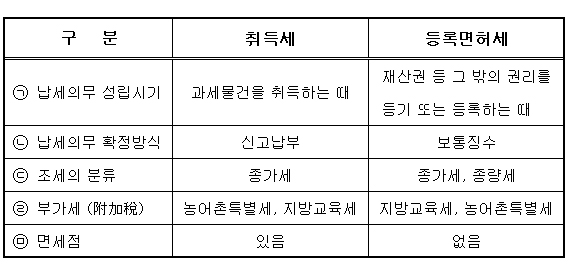 구 분 취득세 등록면허세
㉠ 납세의무 성립시기 과세물건을 취득하는 때 재산권 등 그 밖의 권리를
등기 또는 등록하는 때
㉡ 납세의무 확정방식 신고납부 보통징수
㉢ 조세의 분류 종가세 종가세, 종량세
㉣ 부가세 (附加稅) 농어촌특별세, 지방교육세 지방교육세, 농어촌특별세
㉤ 면세점 있음 없음